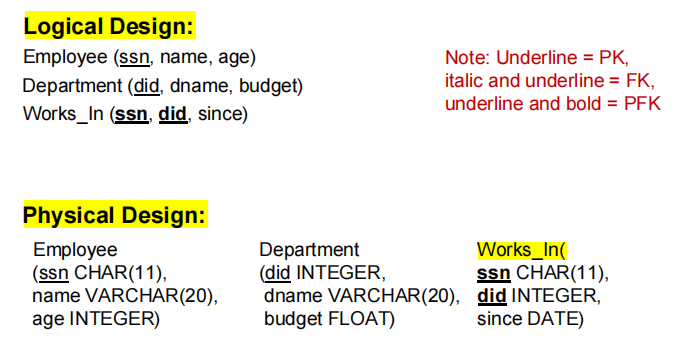 Logical Design:
Employee (ssn, name, age)
Department (did, dname, budget)
Works_In (ssn, did, since)
Note: Underline = PK,
italic and underline = FK,
underline and bold = PFK
Physical Design:
Employee
(ssn CHAR(11),
name VARCHAR(20),
age INTEGER)
Department
(did INTEGER,
dname VARCHAR(20),
budget FLOAT)
Works_In(
ssn CHAR(11),
did INTEGER,
since DATE)